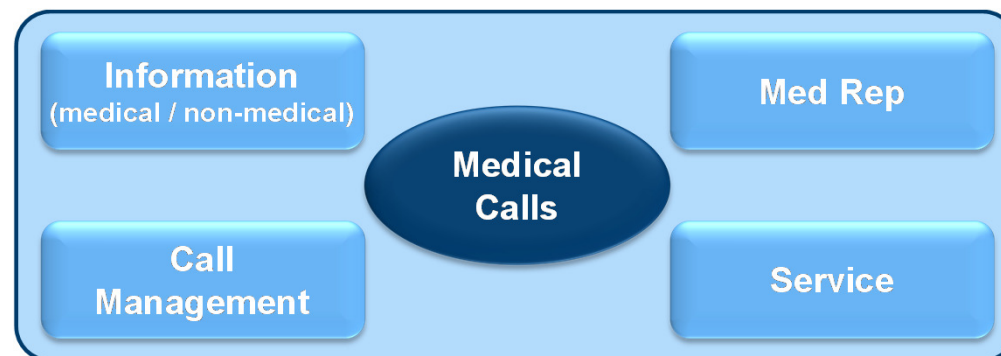 Information
(medical / non-medical)
Med Rep
Medical
Calls
Call
Management
Service